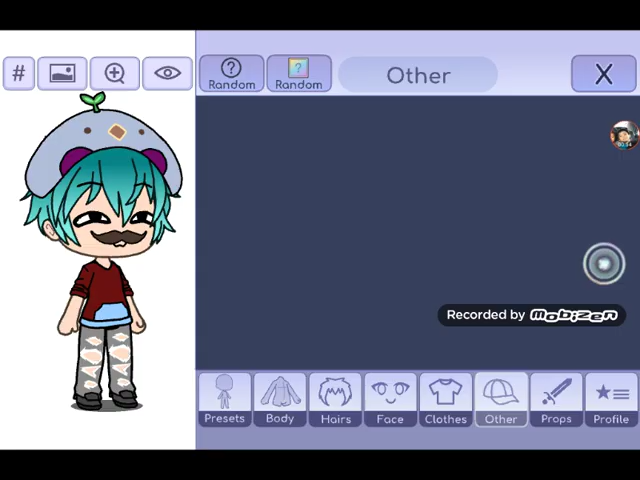 #
? Random
? Random
Other
X
Recorded by MOBIZEN
Presets
Body
Hairs
Face
Clothes
Other
Props
Profile